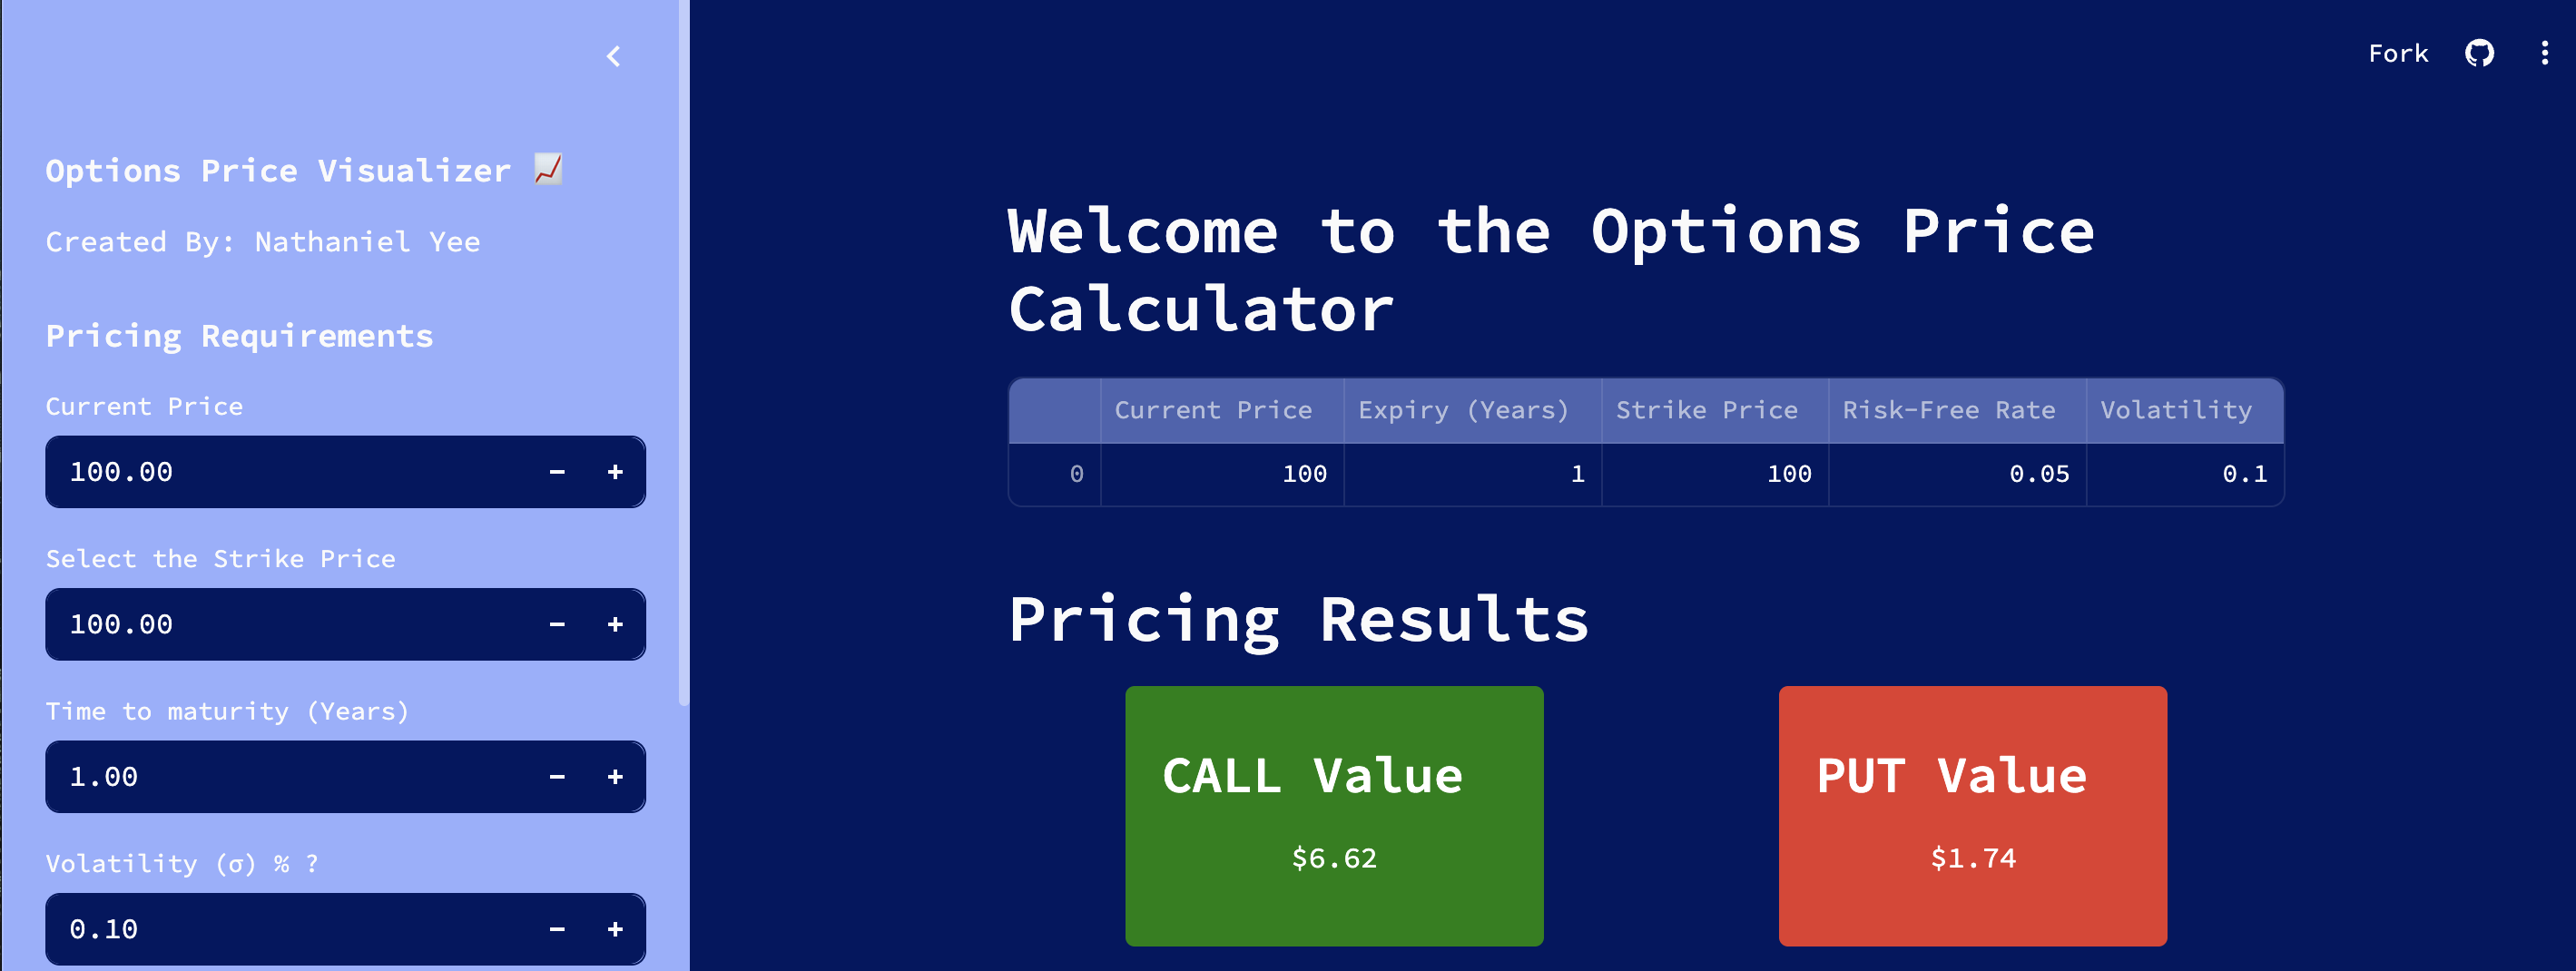 Options Price Visualizer 📈
Created By: Nathaniel Yee
Pricing Requirements
Current Price
100.00 − +
Select the Strike Price
100.00 − +
Time to maturity (Years)
1.00 − +
Volatility (σ) % ?
0.10 − +
Fork
Welcome to the Options Price
Calculator
Current Price Expiry (Years) Strike Price Risk-Free Rate Volatility
0 100 1 100 0.05 0.1
Pricing Results
CALL Value
$6.62
PUT Value
$1.74